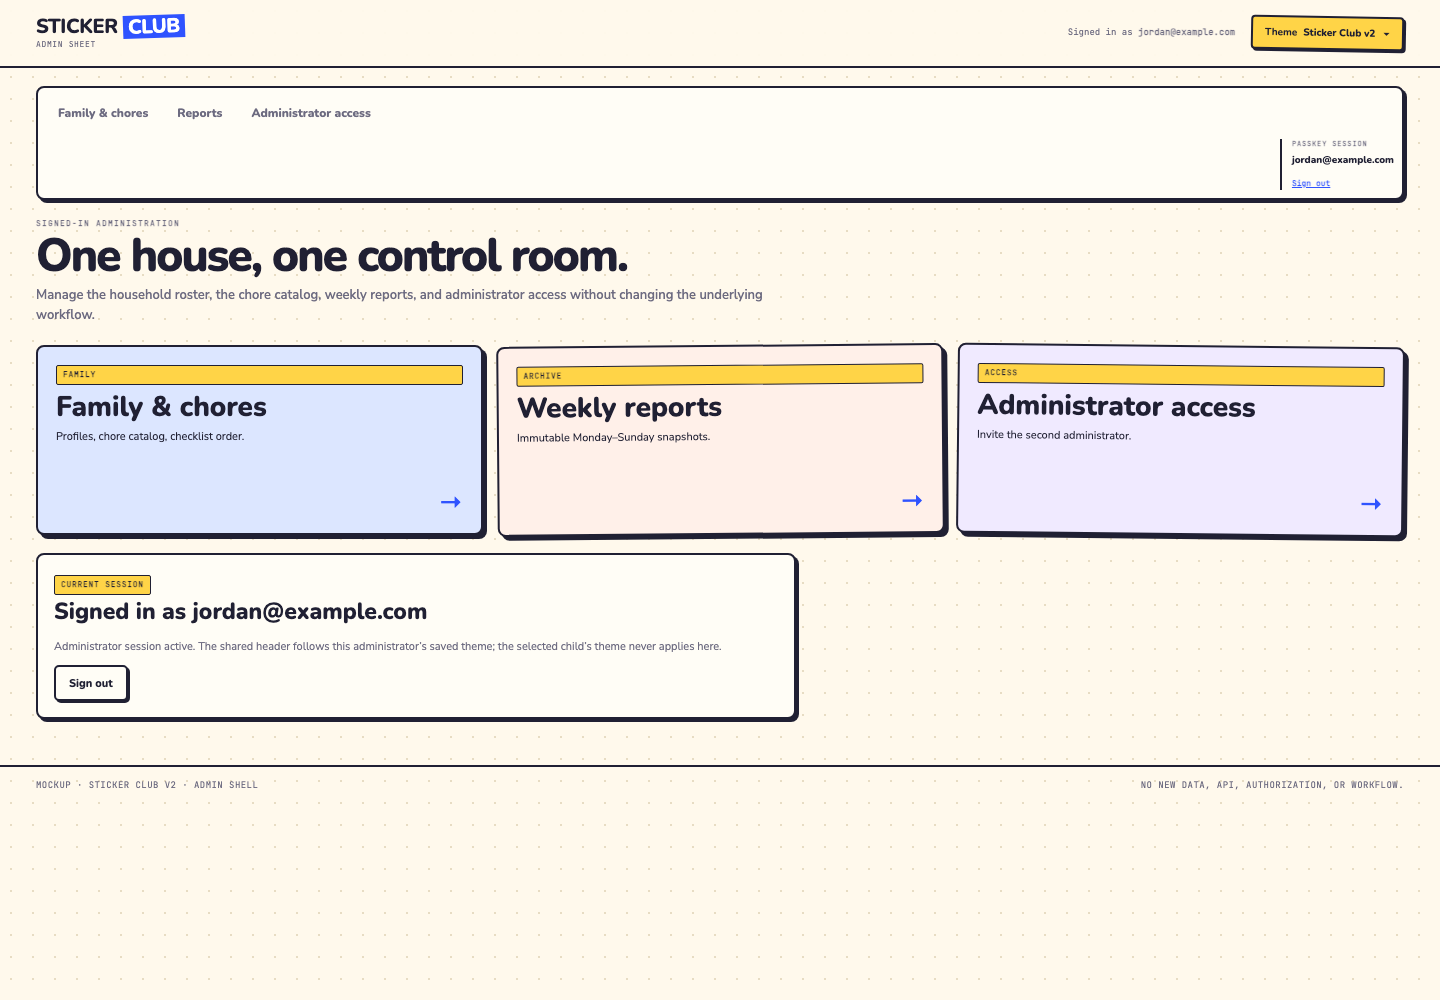 STICKER CLUB
ADMIN SHEET
Signed in as jordan@example.com
Theme Sticker Club v2
Family & chores
Reports
Administrator access
PASSKEY SESSION
jordan@example.com
Sign out
SIGNED-IN ADMINISTRATION
One house, one control room.
Manage the household roster, the chore catalog, weekly reports, and administrator access without changing the underlying
workflow.
FAMILY
Family & chores
Profiles, chore catalog, checklist order.
→
ARCHIVE
Weekly reports
Immutable Monday–Sunday snapshots.
→
ACCESS
Administrator access
Invite the second administrator.
→
CURRENT SESSION
Signed in as jordan@example.com
Administrator session active. The shared header follows this administrator’s saved theme; the selected child’s theme never applies here.
Sign out
MOCKUP · STICKER CLUB V2 · ADMIN SHELL
NO NEW DATA, API, AUTHORIZATION, OR WORKFLOW.